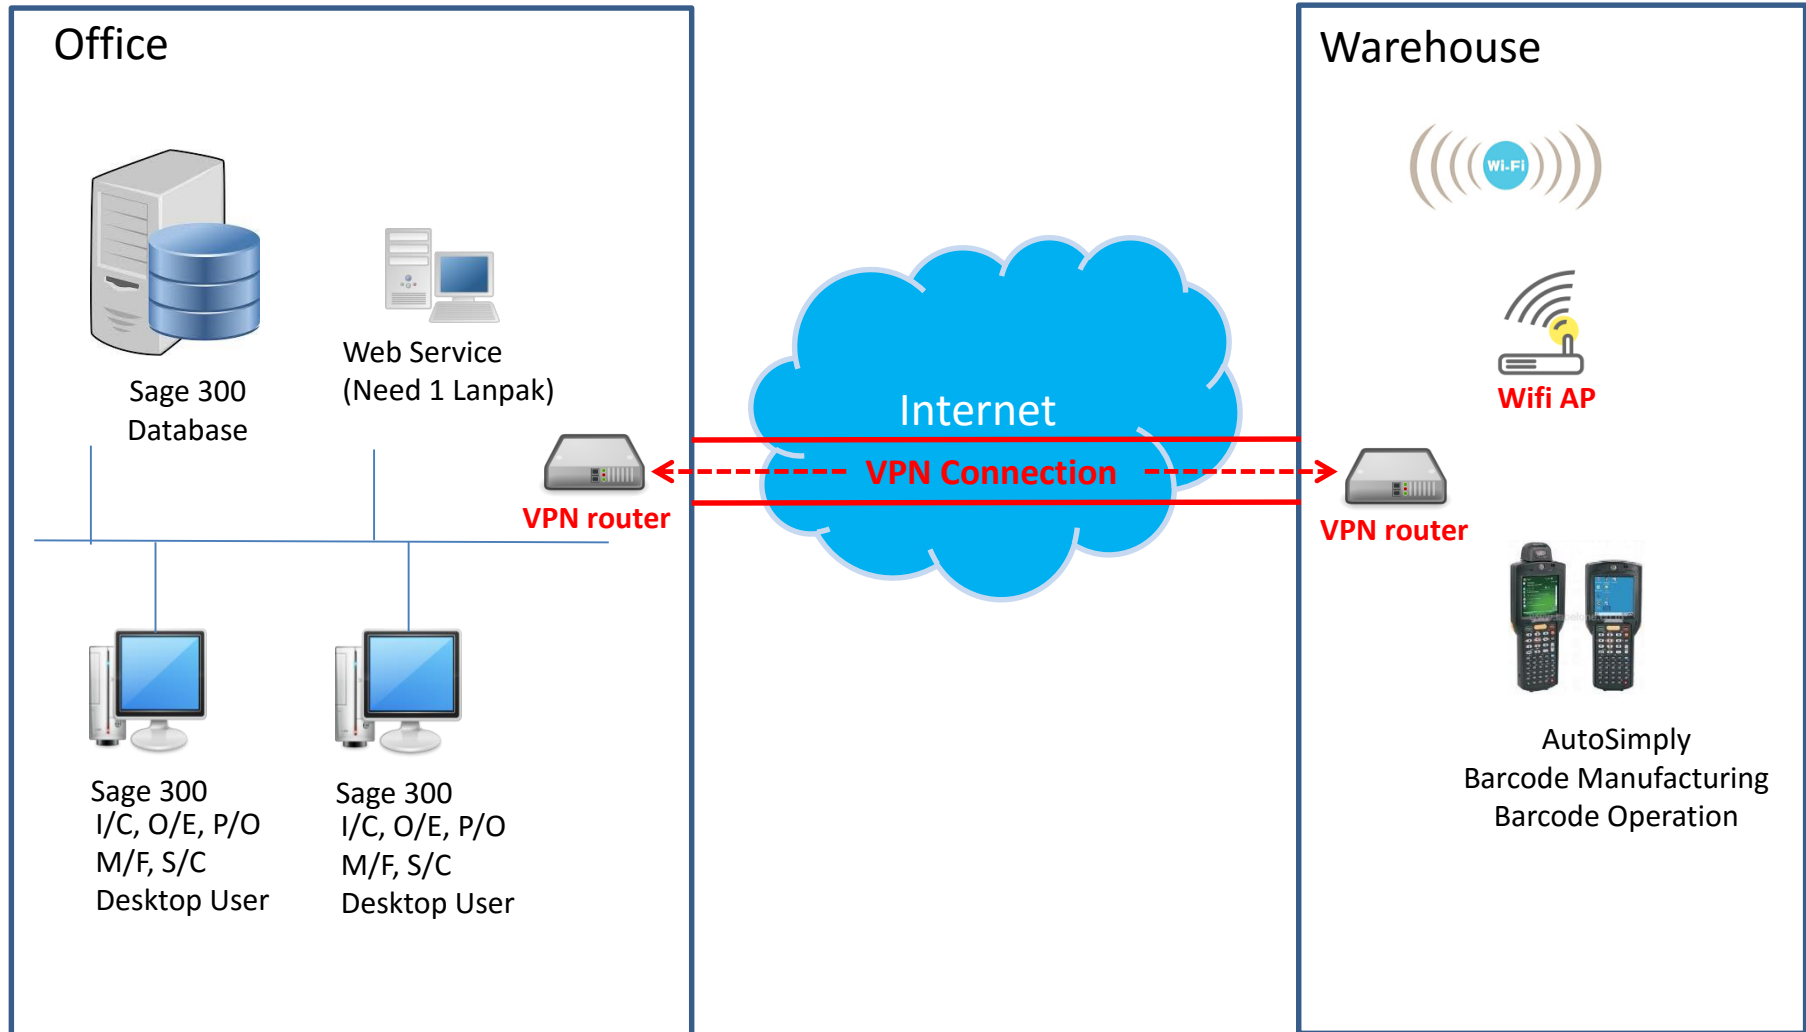 Office
Sage 300
Database
Web Service
(Need 1 Lanpak)
VPN router
Sage 300
I/C, O/E, P/O
M/F, S/C
Desktop User
Sage 300
I/C, O/E, P/O
M/F, S/C
Desktop User
Internet
VPN Connection
Warehouse
Wi-Fi
Wifi AP
VPN router
AutoSimply
Barcode Manufacturing
Barcode Operation